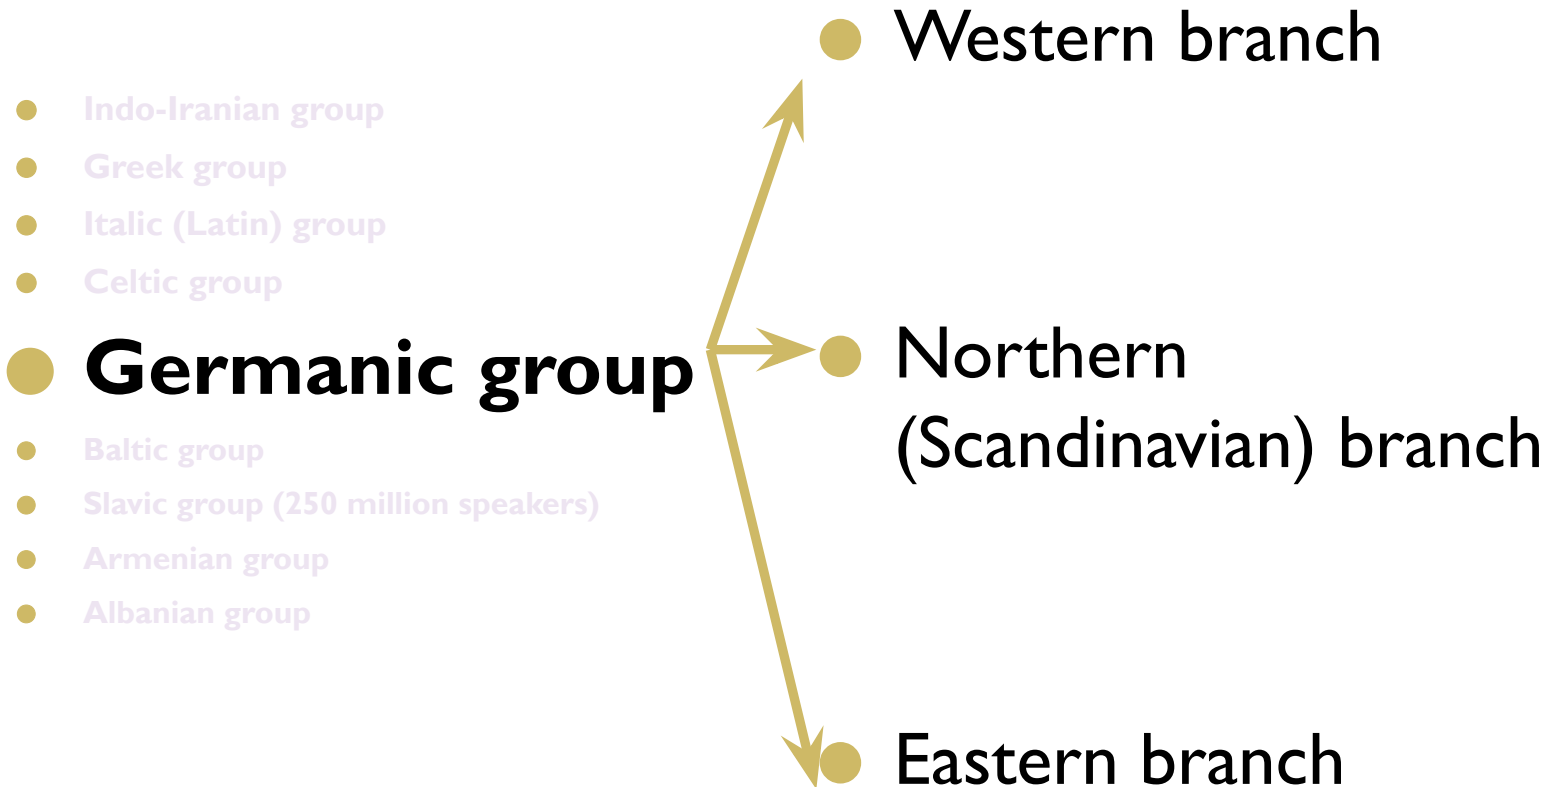 Indo-Iranian group
Greek group
Italic (Latin) group
Celtic group
Germanic group
Baltic group
Slavic group (250 million speakers)
Armenian group
Albanian group
Western branch
Northern
(Scandinavian) branch
Eastern branch